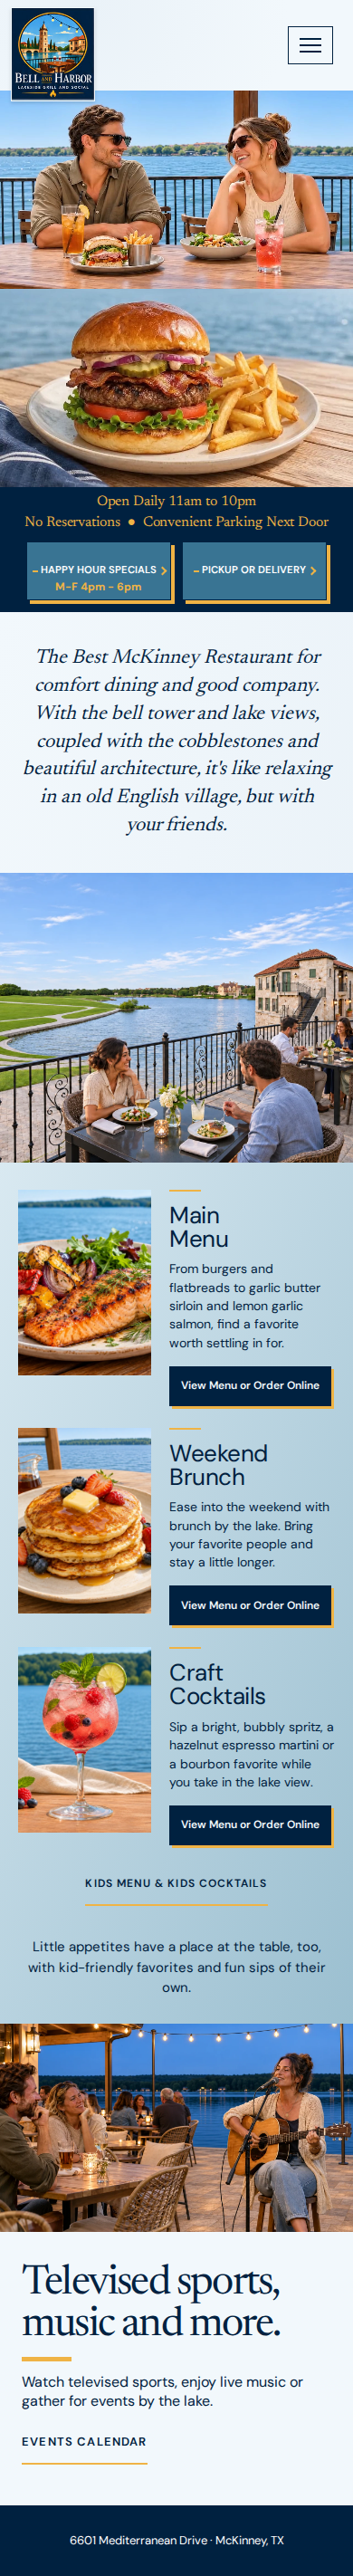 BELL AND HARBOR
LAKESIDE GRILL AND SOCIAL
Open Daily 11am to 10pm
No Reservations ● Convenient Parking Next Door
– HAPPY HOUR SPECIALS >
M-F 4pm - 6pm
– PICKUP OR DELIVERY >
The Best McKinney Restaurant for
comfort dining and good company.
With the bell tower and lake views,
coupled with the cobblestones and
beautiful architecture, it's like relaxing
in an old English village, but with
your friends.
Main
Menu
From burgers and
flatbreads to garlic butter
sirloin and lemon garlic
salmon, find a favorite
worth settling in for.
View Menu or Order Online
Weekend
Brunch
Ease into the weekend with
brunch by the lake. Bring
your favorite people and
stay a little longer.
View Menu or Order Online
Craft
Cocktails
Sip a bright, bubbly spritz, a
hazelnut espresso martini or
a bourbon favorite while
you take in the lake view.
View Menu or Order Online
KIDS MENU & KIDS COCKTAILS
Little appetites have a place at the table, too,
with kid-friendly favorites and fun sips of their
own.
Televised sports,
music and more.
Watch televised sports, enjoy live music or
gather for events by the lake.
EVENTS CALENDAR
6601 Mediterranean Drive · McKinney, TX